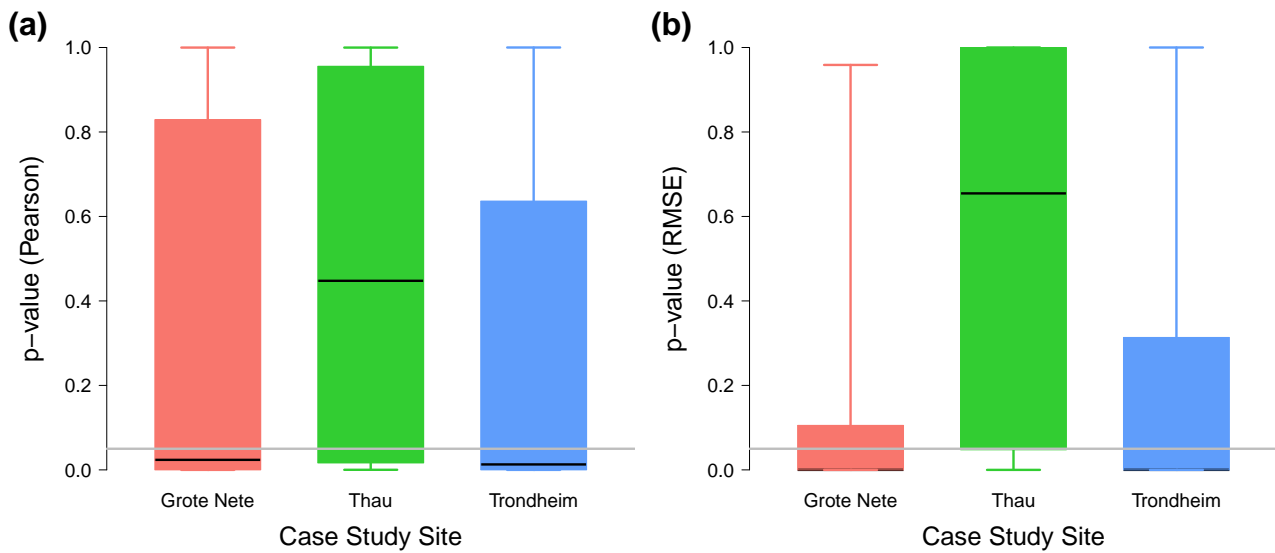 (a)
p−value (Pearson)
1.0
0.8
0.6
0.4
0.2
0.0
Grote Nete Thau Trondheim
Case Study Site
(b)
p−value (RMSE)
1.0
0.8
0.6
0.4
0.2
0.0
Grote Nete Thau Trondheim
Case Study Site